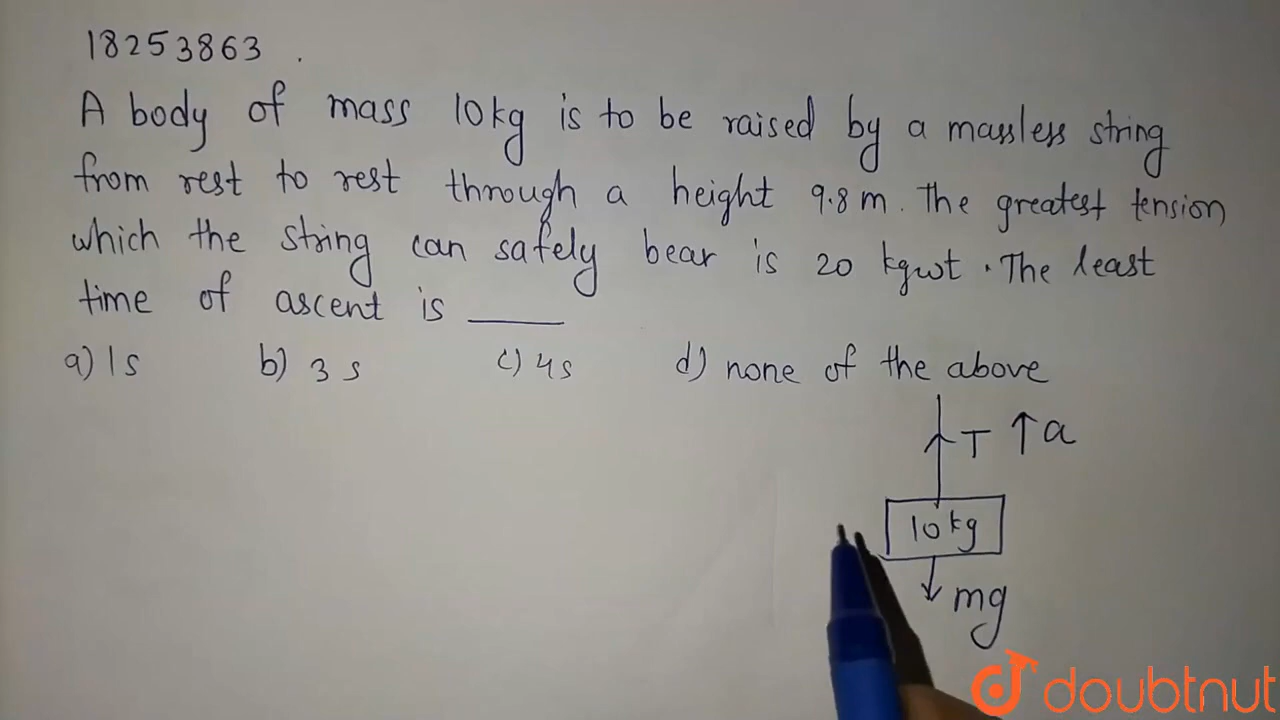 18253863 .
A body of mass 10kg is to be raised by a massless string
from rest to rest through a height 9.8 m. The greatest tension
which the string can safely bear is 20 kgwt. The least
time of ascent is ____
a) 1s b) 3 s c) 4s d) none of the above
T ↑a
10kg
mg
doubtnut